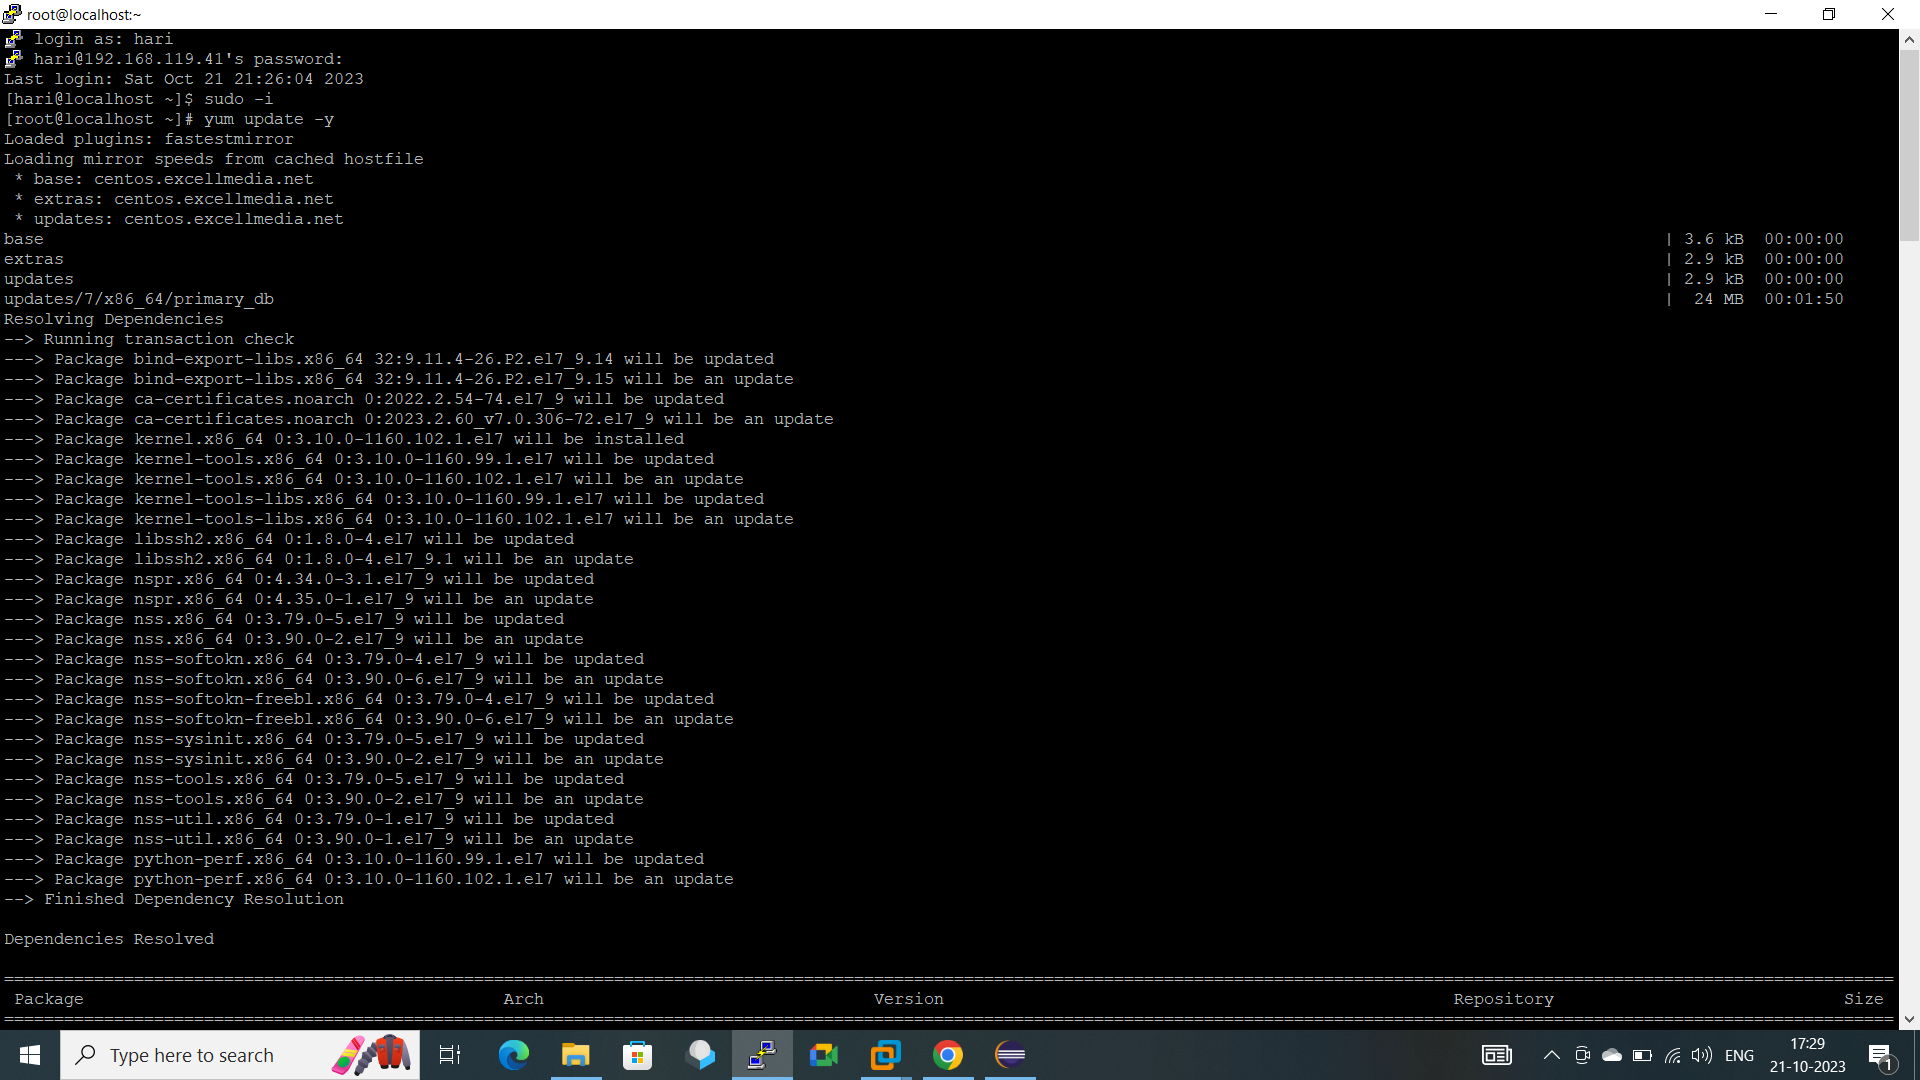 root@localhost:~
login as: hari
hari@192.168.119.41's password:
Last login: Sat Oct 21 21:26:04 2023
[hari@localhost ~]$ sudo -i
[root@localhost ~]# yum update -y
Loaded plugins: fastestmirror
Loading mirror speeds from cached hostfile
 * base: centos.excellmedia.net
 * extras: centos.excellmedia.net
 * updates: centos.excellmedia.net
base | 3.6 kB 00:00:00
extras | 2.9 kB 00:00:00
updates | 2.9 kB 00:00:00
updates/7/x86_64/primary_db | 24 MB 00:01:50
Resolving Dependencies
--> Running transaction check
---> Package bind-export-libs.x86_64 32:9.11.4-26.P2.el7_9.14 will be updated
---> Package bind-export-libs.x86_64 32:9.11.4-26.P2.el7_9.15 will be an update
---> Package ca-certificates.noarch 0:2022.2.54-74.el7_9 will be updated
---> Package ca-certificates.noarch 0:2023.2.60_v7.0.306-72.el7_9 will be an update
---> Package kernel.x86_64 0:3.10.0-1160.102.1.el7 will be installed
---> Package kernel-tools.x86_64 0:3.10.0-1160.99.1.el7 will be updated
---> Package kernel-tools.x86_64 0:3.10.0-1160.102.1.el7 will be an update
---> Package kernel-tools-libs.x86_64 0:3.10.0-1160.99.1.el7 will be updated
---> Package kernel-tools-libs.x86_64 0:3.10.0-1160.102.1.el7 will be an update
---> Package libssh2.x86_64 0:1.8.0-4.el7 will be updated
---> Package libssh2.x86_64 0:1.8.0-4.el7_9.1 will be an update
---> Package nspr.x86_64 0:4.34.0-3.1.el7_9 will be updated
---> Package nspr.x86_64 0:4.35.0-1.el7_9 will be an update
---> Package nss.x86_64 0:3.79.0-5.el7_9 will be updated
---> Package nss.x86_64 0:3.90.0-2.el7_9 will be an update
---> Package nss-softokn.x86_64 0:3.79.0-4.el7_9 will be updated
---> Package nss-softokn.x86_64 0:3.90.0-6.el7_9 will be an update
---> Package nss-softokn-freebl.x86_64 0:3.79.0-4.el7_9 will be updated
---> Package nss-softokn-freebl.x86_64 0:3.90.0-6.el7_9 will be an update
---> Package nss-sysinit.x86_64 0:3.79.0-5.el7_9 will be updated
---> Package nss-sysinit.x86_64 0:3.90.0-2.el7_9 will be an update
---> Package nss-tools.x86_64 0:3.79.0-5.el7_9 will be updated
---> Package nss-tools.x86_64 0:3.90.0-2.el7_9 will be an update
---> Package nss-util.x86_64 0:3.79.0-1.el7_9 will be updated
---> Package nss-util.x86_64 0:3.90.0-1.el7_9 will be an update
---> Package python-perf.x86_64 0:3.10.0-1160.99.1.el7 will be updated
---> Package python-perf.x86_64 0:3.10.0-1160.102.1.el7 will be an update
--> Finished Dependency Resolution
Dependencies Resolved
Package Arch Version Repository Size
Type here to search
ENG
17:29
21-10-2023
1